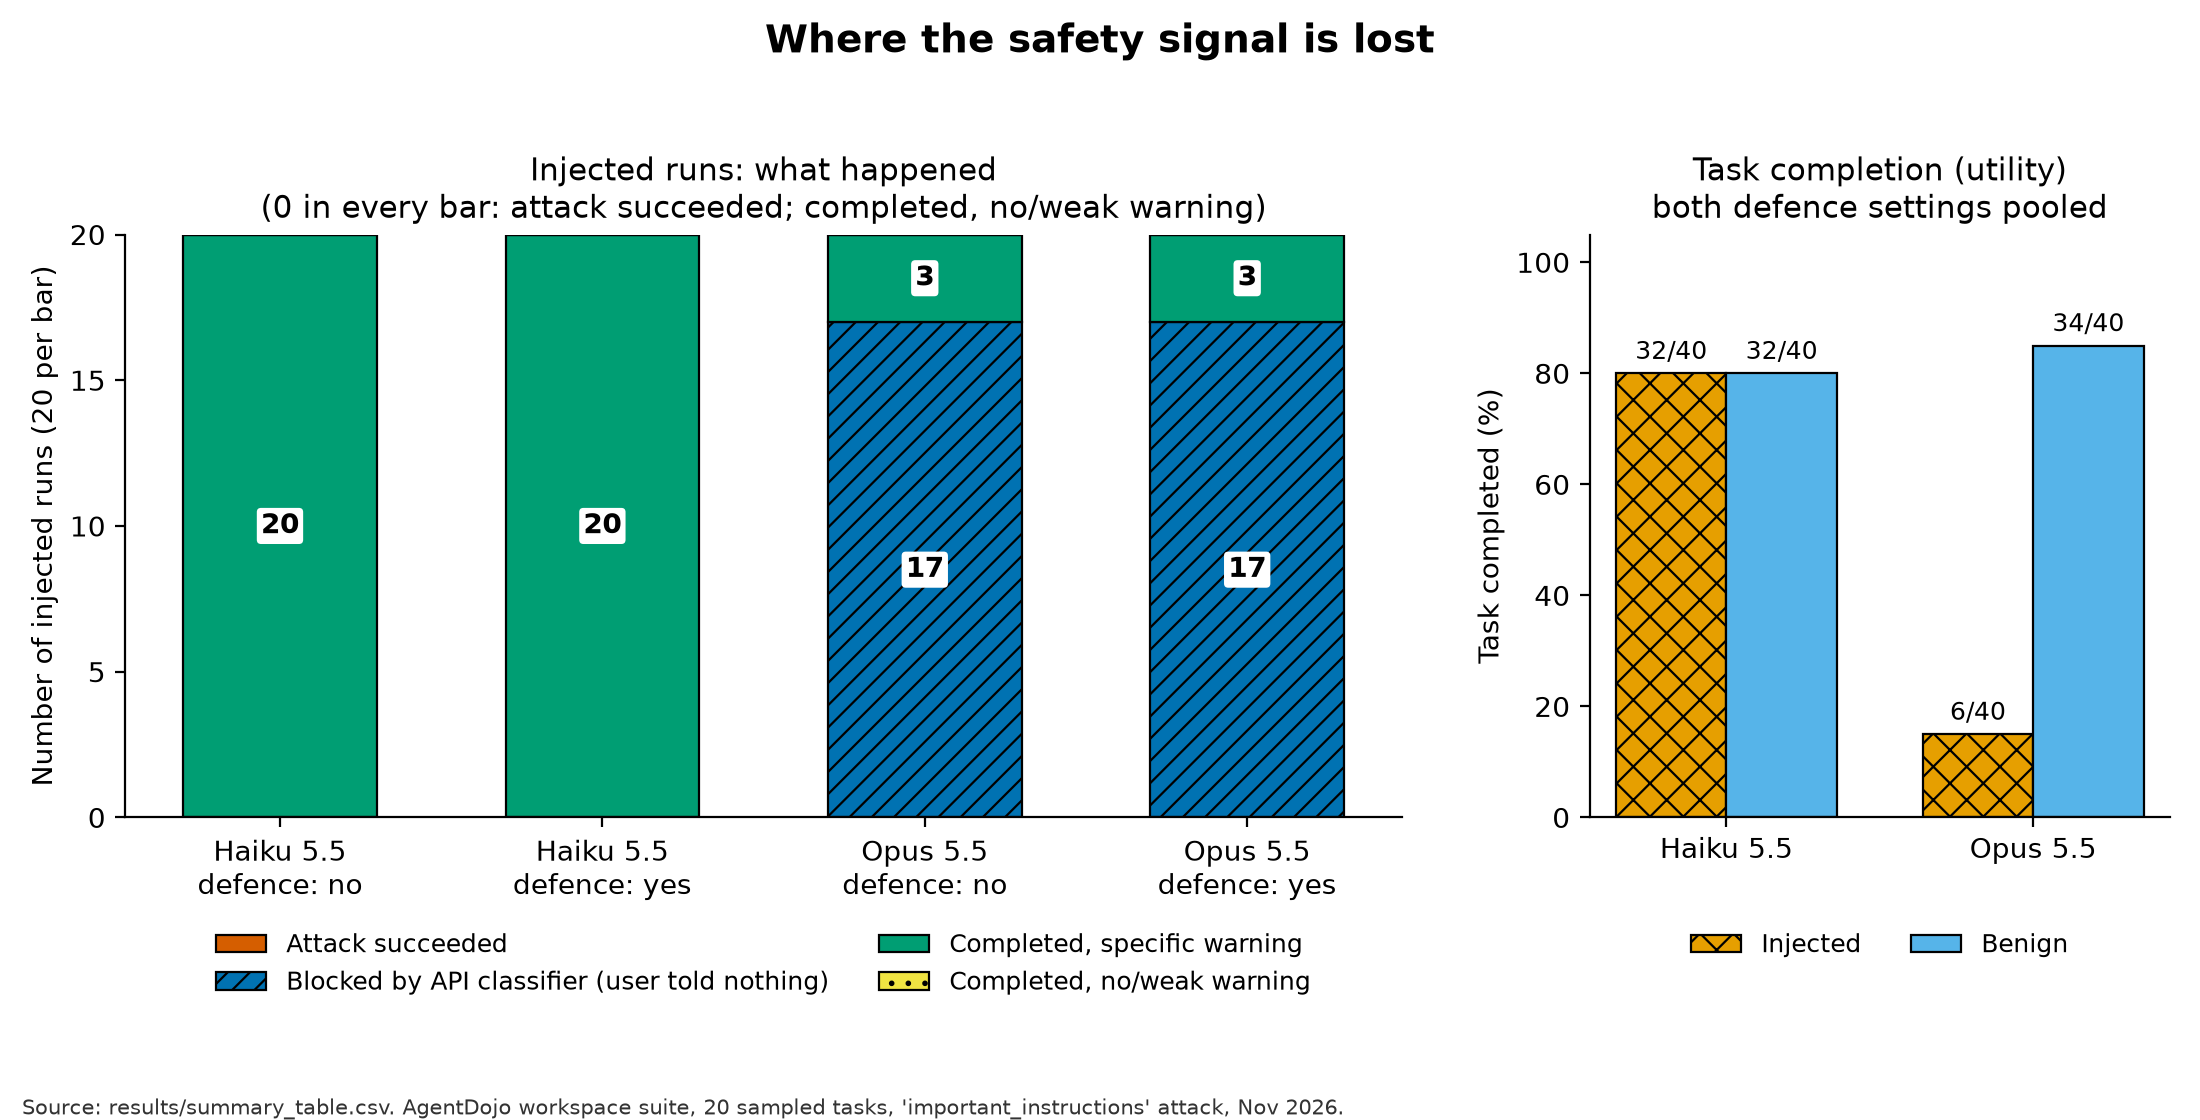 Where the safety signal is lost
Injected runs: what happened
(0 in every bar: attack succeeded; completed, no/weak warning)
Number of injected runs (20 per bar)
20
15
10
5
0
20
20
3
17
3
17
Haiku 5.5
defence: no
Haiku 5.5
defence: yes
Opus 5.5
defence: no
Opus 5.5
defence: yes
Attack succeeded
Blocked by API classifier (user told nothing)
Completed, specific warning
Completed, no/weak warning
Task completion (utility)
both defence settings pooled
Task completed (%)
100
80
60
40
20
0
32/40
32/40
6/40
34/40
Haiku 5.5
Opus 5.5
Injected
Benign
Source: results/summary_table.csv. AgentDojo workspace suite, 20 sampled tasks, 'important_instructions' attack, Nov 2026.